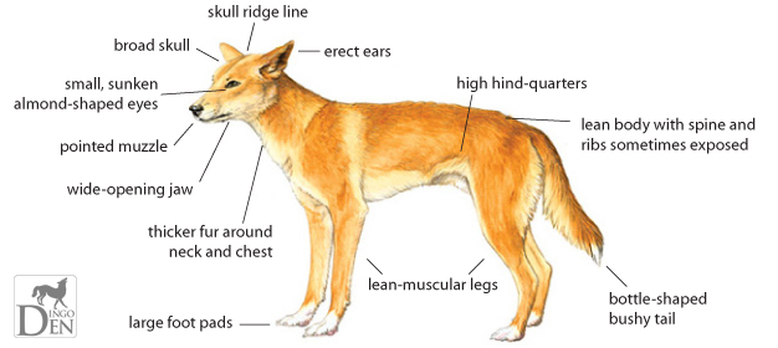 skull ridge line
broad skull
erect ears
small, sunken
almond-shaped eyes
high hind-quarters
lean body with spine and
ribs sometimes exposed
pointed muzzle
wide-opening jaw
thicker fur around
neck and chest
lean-muscular legs
bottle-shaped
bushy tail
large foot pads
DINGO
DEN